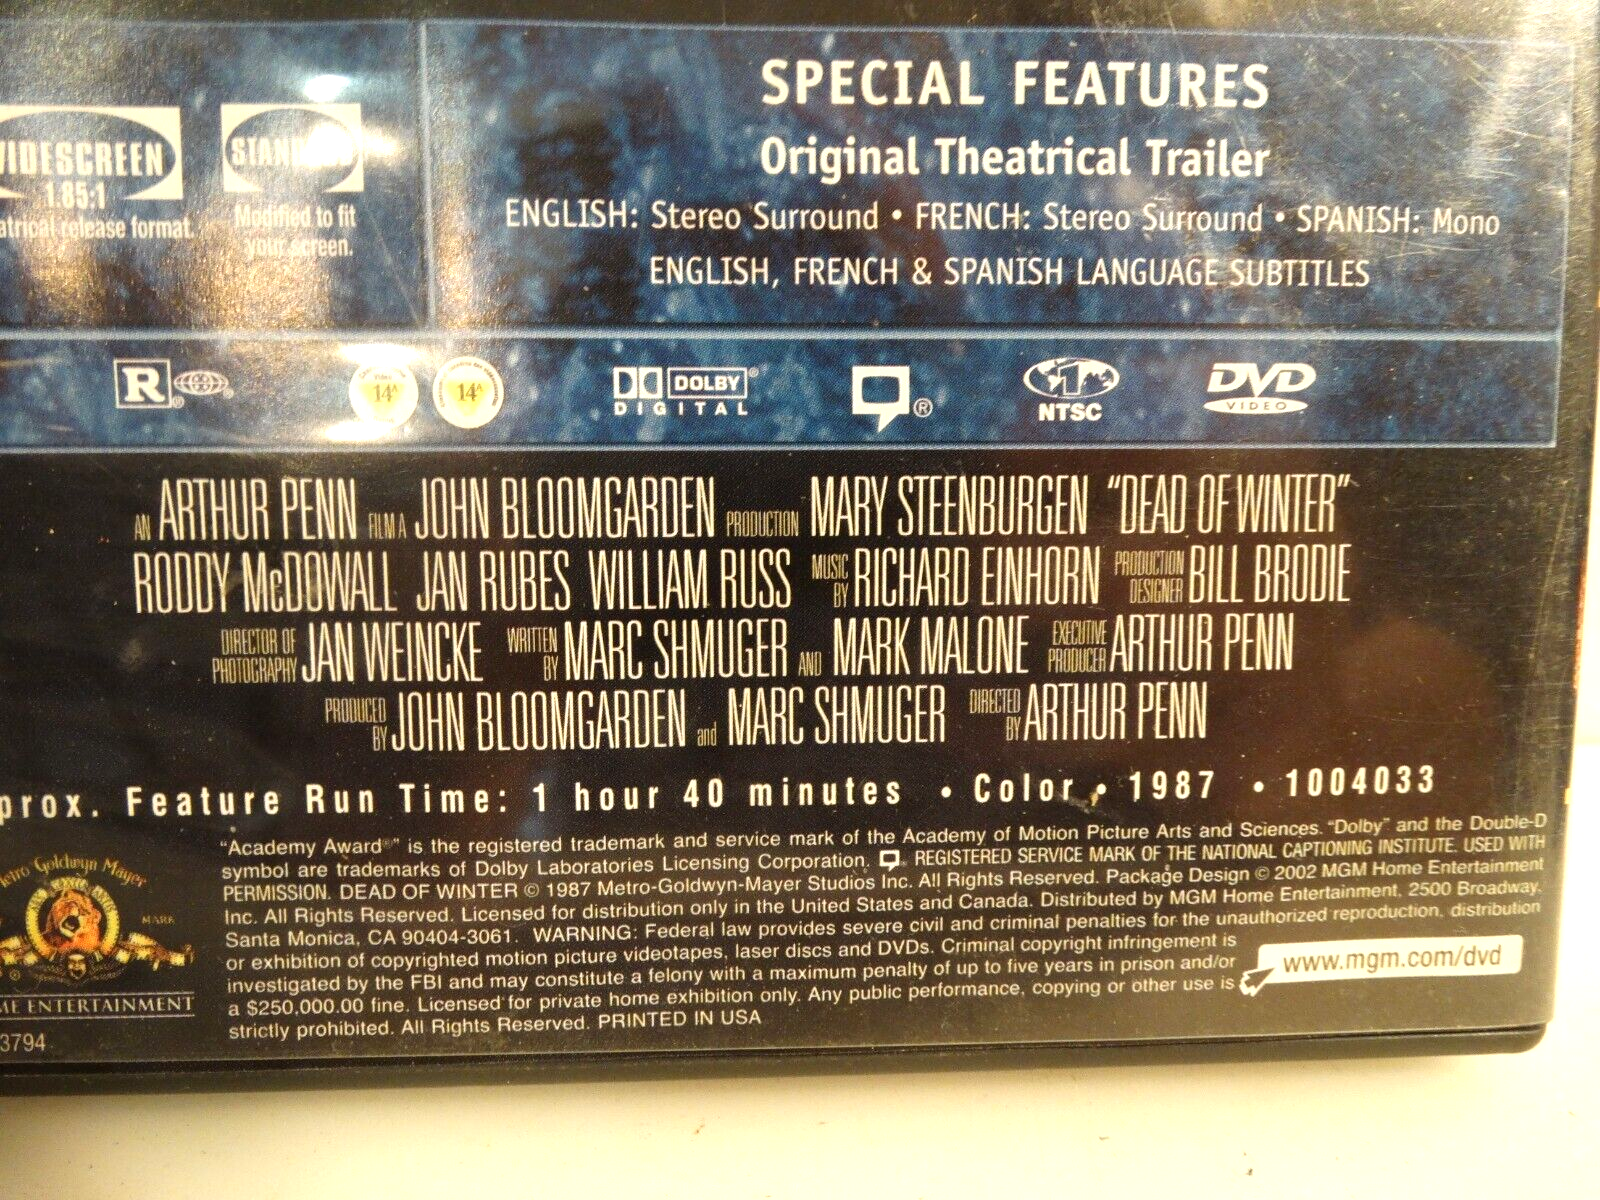 SPECIAL FEATURES
Original Theatrical Trailer
ENGLISH: Stereo Surround • FRENCH: Stereo Surround • SPANISH: Mono
ENGLISH, FRENCH & SPANISH LANGUAGE SUBTITLES
WIDESCREEN
1.85:1
atrical release format.
STANDARD
Modified to fit
your screen.
R ®
14A
14A
DOLBY®
DIGITAL
®
1
NTSC
DVD
VIDEO
AN ARTHUR PENN FILM A JOHN BLOOMGARDEN PRODUCTION MARY STEENBURGEN "DEAD OF WINTER"
RODDY McDOWALL JAN RUBES WILLIAM RUSS MUSIC BY RICHARD EINHORN PRODUCTION DESIGNER BILL BRODIE
DIRECTOR OF PHOTOGRAPHY JAN WEINCKE WRITTEN BY MARC SHMUGER AND MARK MALONE EXECUTIVE PRODUCER ARTHUR PENN
PRODUCED BY JOHN BLOOMGARDEN and MARC SHMUGER DIRECTED BY ARTHUR PENN
prox. Feature Run Time: 1 hour 40 minutes • Color • 1987 • 1004033
"Academy Award®" is the registered trademark and service mark of the Academy of Motion Picture Arts and Sciences. "Dolby" and the Double-D
symbol are trademarks of Dolby Laboratories Licensing Corporation. REGISTERED SERVICE MARK OF THE NATIONAL CAPTIONING INSTITUTE. USED WITH
PERMISSION. DEAD OF WINTER © 1987 Metro-Goldwyn-Mayer Studios Inc. All Rights Reserved. Package Design © 2002 MGM Home Entertainment
Inc. All Rights Reserved. Licensed for distribution only in the United States and Canada. Distributed by MGM Home Entertainment, 2500 Broadway,
Santa Monica, CA 90404-3061. WARNING: Federal law provides severe civil and criminal penalties for the unauthorized reproduction, distribution
or exhibition of copyrighted motion picture videotapes, laser discs and DVDs. Criminal copyright infringement is
investigated by the FBI and may constitute a felony with a maximum penalty of up to five years in prison and/or
a $250,000.00 fine. Licensed for private home exhibition only. Any public performance, copying or other use is
strictly prohibited. All Rights Reserved. PRINTED IN USA
www.mgm.com/dvd
etro Goldwyn Mayer
MARK
ME ENTERTAINMENT
3794